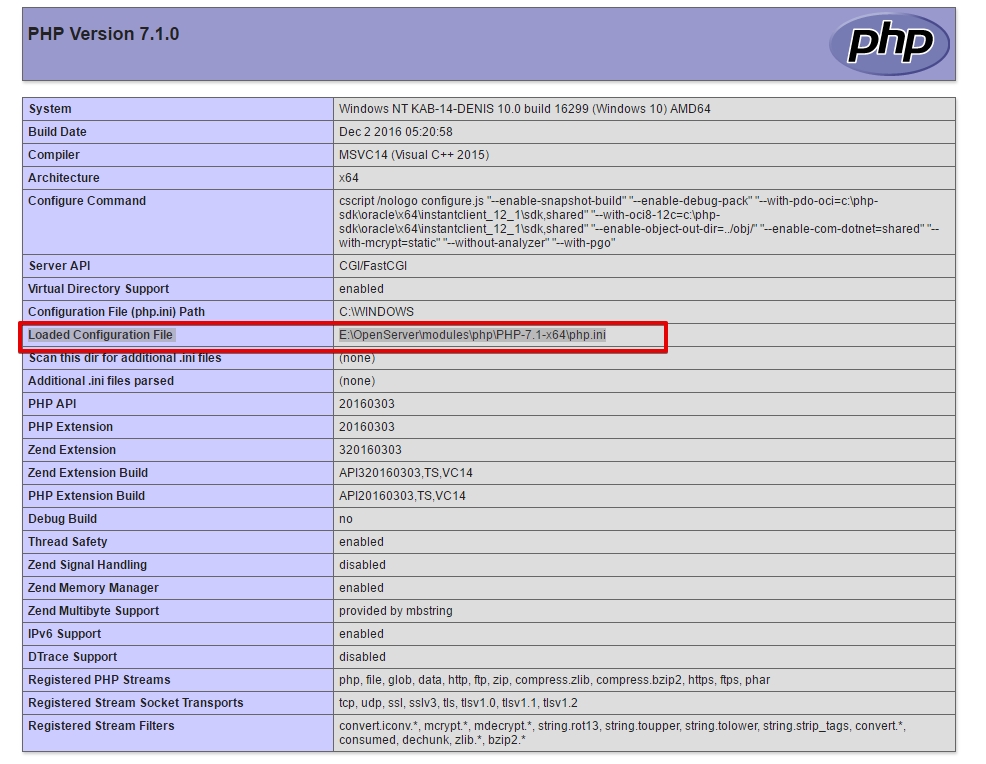 PHP Version 7.1.0
php
System Windows NT KAB-14-DENIS 10.0 build 16299 (Windows 10) AMD64
Build Date Dec 2 2016 05:20:58
Compiler MSVC14 (Visual C++ 2015)
Architecture x64
Configure Command cscript /nologo configure.js "--enable-snapshot-build" "--enable-debug-pack" "--with-pdo-oci=c:\php-
sdk\oracle\x64\instantclient_12_1\sdk,shared" "--with-oci8-12c=c:\php-
sdk\oracle\x64\instantclient_12_1\sdk,shared" "--enable-object-out-dir=../obj/" "--enable-com-dotnet=shared" "--
with-mcrypt=static" "--without-analyzer" "--with-pgo"
Server API CGI/FastCGI
Virtual Directory Support enabled
Configuration File (php.ini) Path C:\WINDOWS
Loaded Configuration File E:\OpenServer\modules\php\PHP-7.1-x64\php.ini
Scan this dir for additional .ini files (none)
Additional .ini files parsed (none)
PHP API 20160303
PHP Extension 20160303
Zend Extension 320160303
Zend Extension Build API320160303,TS,VC14
PHP Extension Build API20160303,TS,VC14
Debug Build no
Thread Safety enabled
Zend Signal Handling disabled
Zend Memory Manager enabled
Zend Multibyte Support provided by mbstring
IPv6 Support enabled
DTrace Support disabled
Registered PHP Streams php, file, glob, data, http, ftp, zip, compress.zlib, compress.bzip2, https, ftps, phar
Registered Stream Socket Transports tcp, udp, ssl, sslv3, tls, tlsv1.0, tlsv1.1, tlsv1.2
Registered Stream Filters convert.iconv.*, mcrypt.*, mdecrypt.*, string.rot13, string.toupper, string.tolower, string.strip_tags, convert.*,
consumed, dechunk, zlib.*, bzip2.*